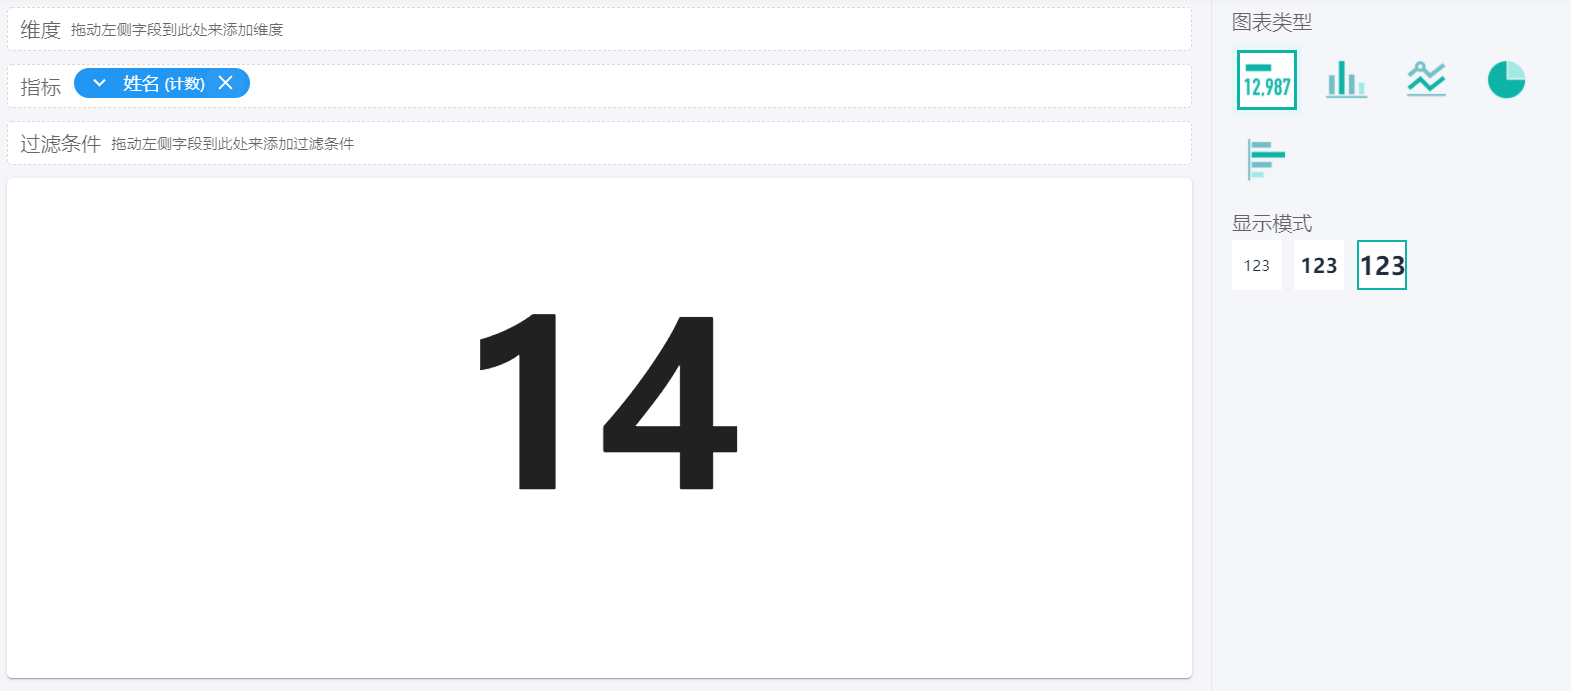 维度 拖动左侧字段到此处来添加维度
指标 姓名 (计数)
过滤条件 拖动左侧字段到此处来添加过滤条件
14
图表类型
12,987
显示模式
123 123 123